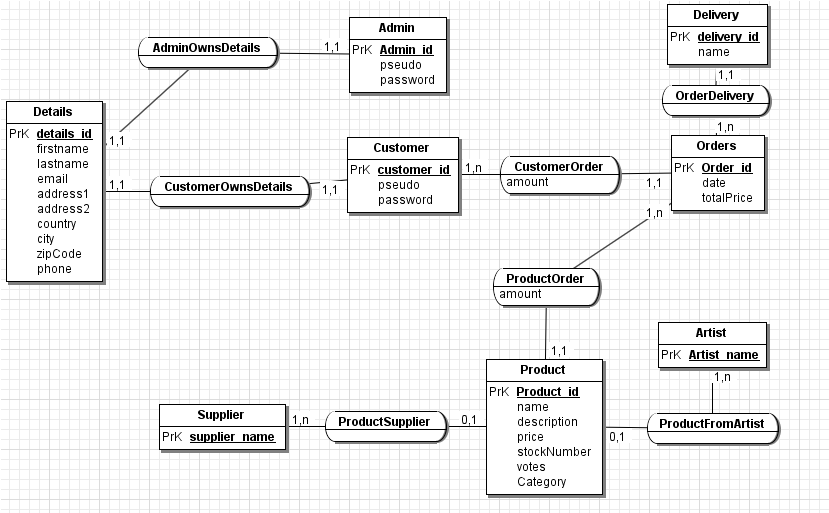 Admin
PrK Admin_id
pseudo
password
AdminOwnsDetails
1,1
1,1
Delivery
PrK delivery_id
name
1,1
OrderDelivery
1,n
Details
PrK details_id
firstname
lastname
email
address1
address2
country
city
zipCode
phone
1,1
CustomerOwnsDetails
1,1
Customer
PrK customer_id
pseudo
password
1,n
CustomerOrder
amount
1,1
Orders
PrK Order_id
date
totalPrice
1,n
ProductOrder
amount
1,1
Product
PrK Product_id
name
description
price
stockNumber
votes
Category
Artist
PrK Artist_name
1,n
ProductFromArtist
0,1
Supplier
PrK supplier_name
1,n
ProductSupplier
0,1